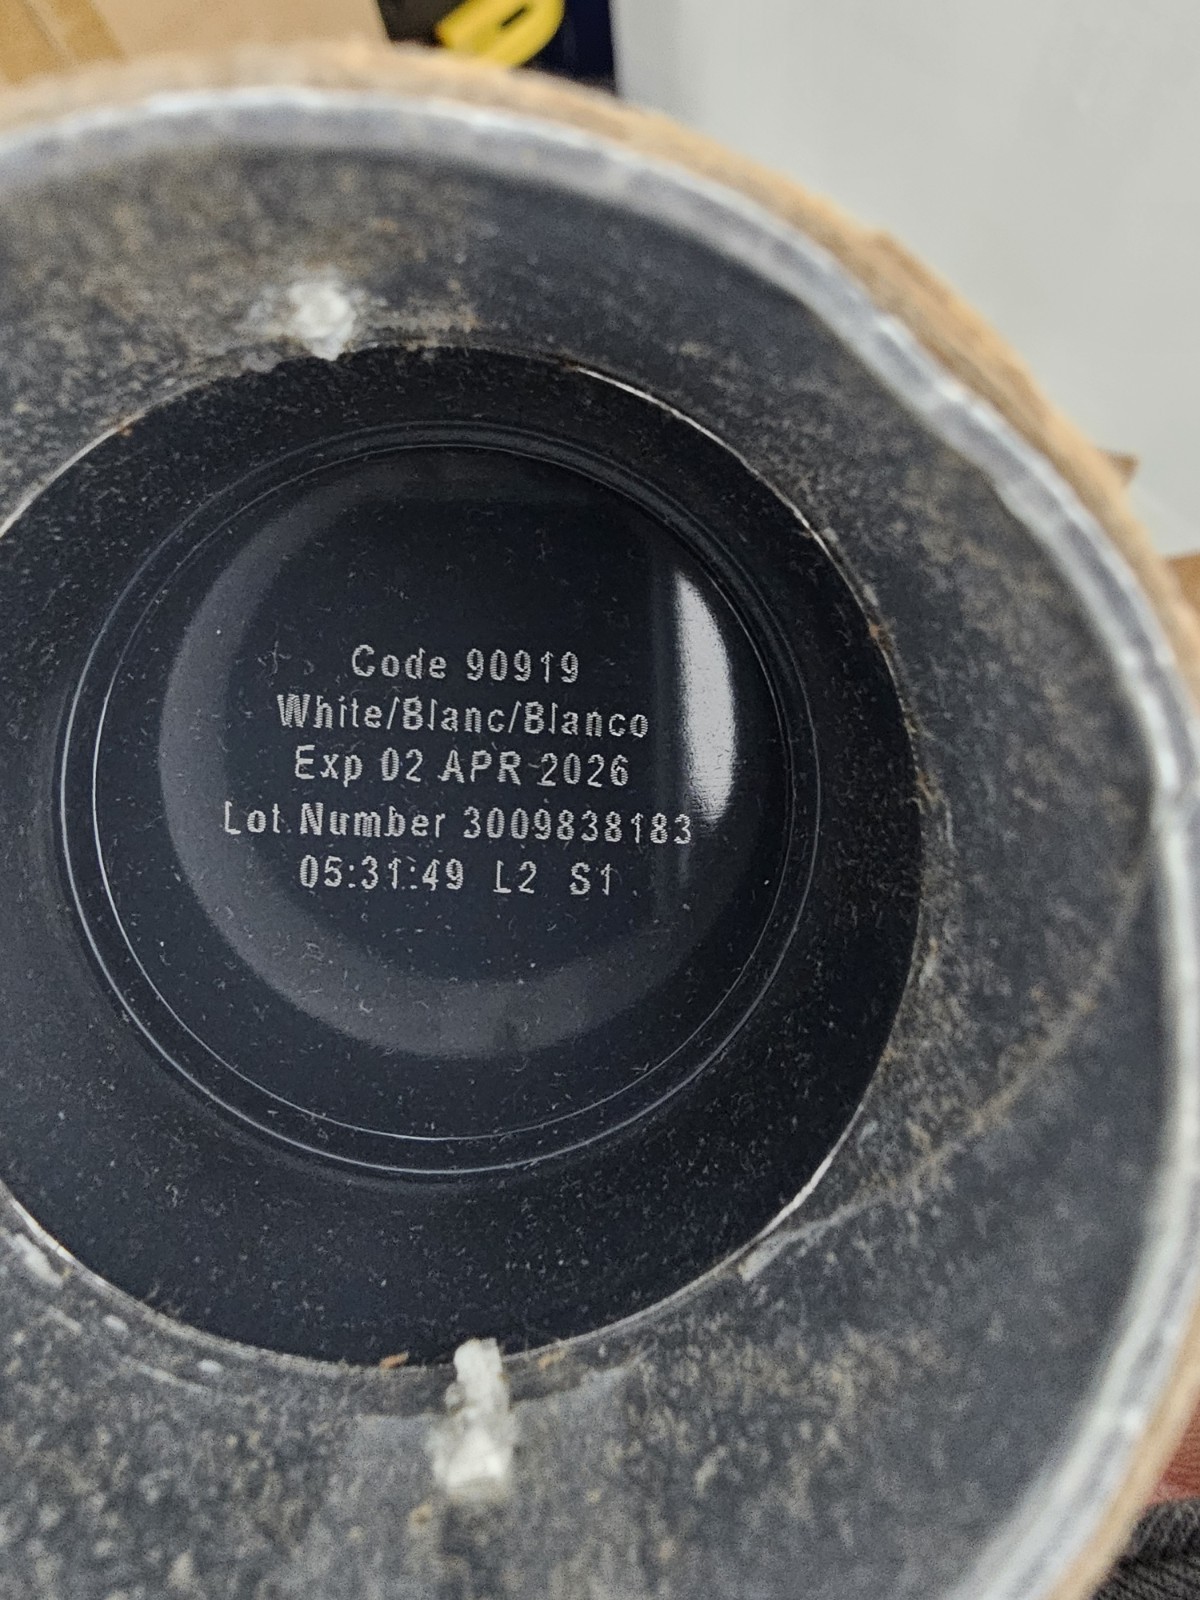 Code 90919
White/Blanc/Blanco
Exp 02 APR 2026
Lot Number 3009838183
05:31:49 L2 S1